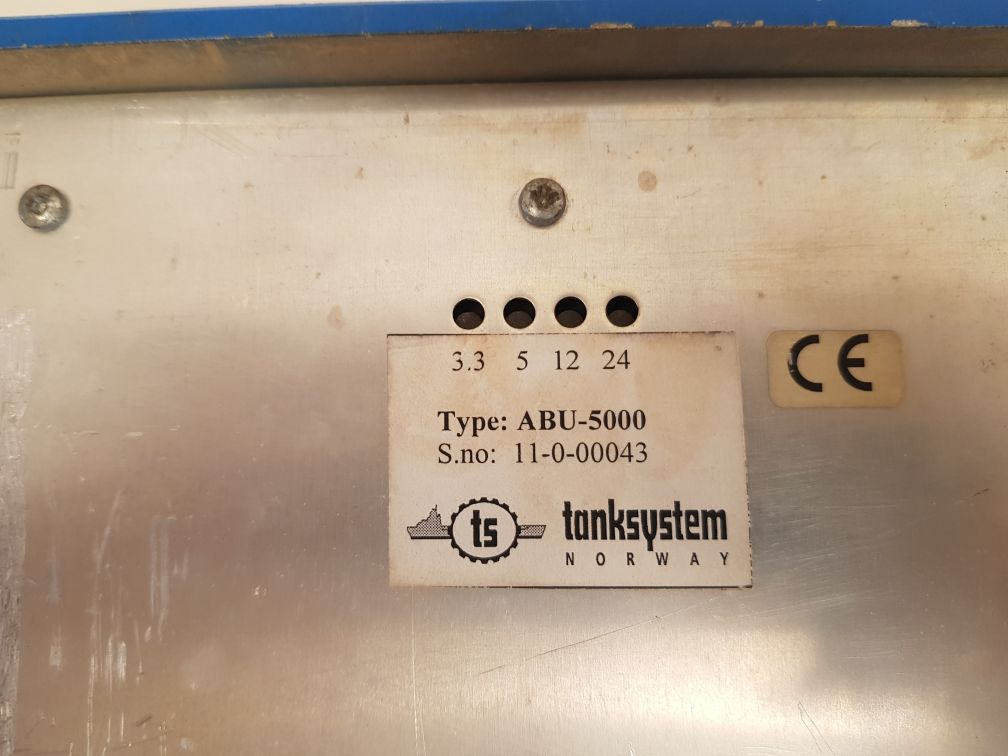 3.3 5 12 24
CE
Type: ABU-5000
S.no: 11-0-00043
ts tanksystem
NORWAY